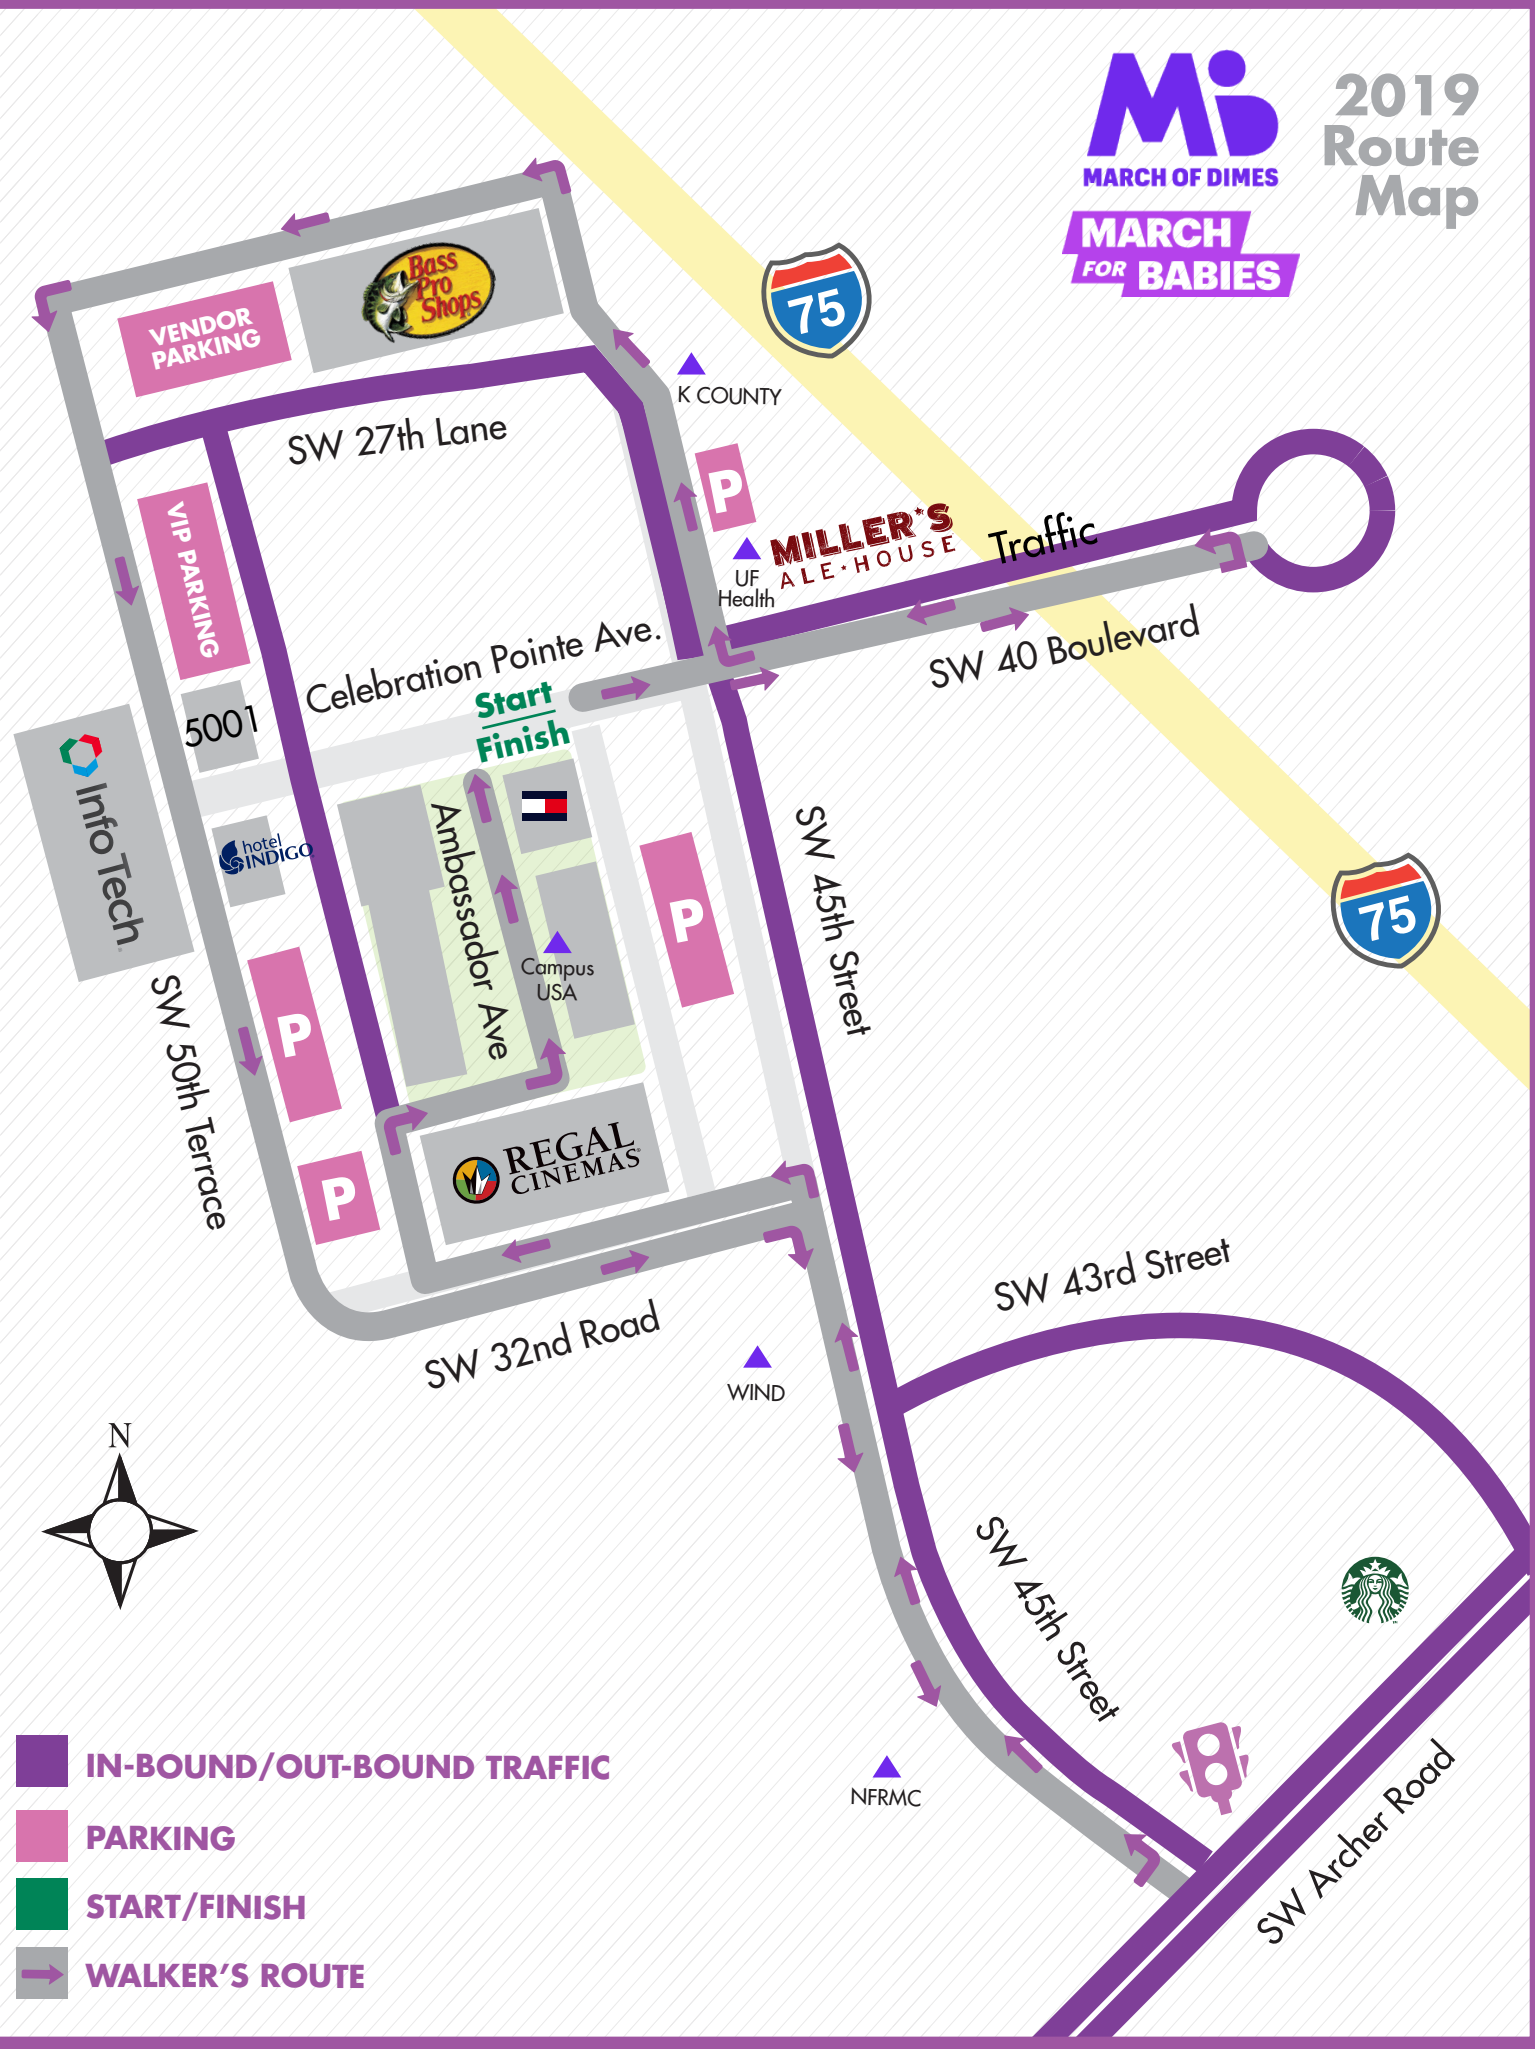 MARCH OF DIMES
MARCH
FOR BABIES
2019
Route
Map
Bass
Pro
Shops
VENDOR
PARKING
75
K COUNTY
SW 27th Lane
P
VIP PARKING
MILLER'S
ALE HOUSE
UF
Health
Traffic
SW 40 Boulevard
Celebration Pointe Ave.
Start
Finish
5001
InfoTech
hotel
INDIGO
Ambassador Ave
Campus
USA
P
SW 45th Street
75
P
SW 50th Terrace
P
REGAL
CINEMAS
SW 32nd Road
SW 43rd Street
WIND
N
SW 45th Street
NFRMC
SW Archer Road
IN-BOUND/OUT-BOUND TRAFFIC
PARKING
START/FINISH
WALKER'S ROUTE